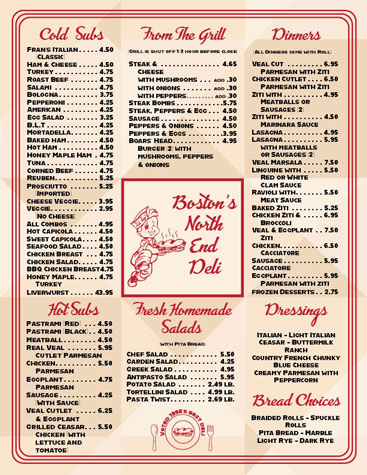 Cold Subs
Fran's Italian.... 4.50
(Classic)
Ham & Cheese .... 4.50
Turkey .... 4.75
Roast Beef .... 4.75
Salami .... 4.75
Bologna.... 3.75
Pepperoni .... 4.25
American .... 4.25
Egg Salad .... 3.25
B.L.T. .... 4.25
Mortadella.... 4.25
Baked ham.... 4.50
Hot Ham .... 4.50
Honey Maple Ham . 4.75
Tuna .... 4.75
Corned Beef .... 4.75
Reuben.... 5.25
Prosciutto .... 5.25
(Imported)
Cheese Veggie.... 3.95
Veggie.... 2.95
(No Cheese)
All Combos .... 4.95
Hot Capicola .... 4.50
Sweet Capicola.... 4.50
Seafood Salad .... 4.50
Chicken Breast .... 4.75
Chicken Salad.... 4.75
BBQ Chicken Breast 4.75
Honey Maple.... 4.75
Turkey
Liverwurst .... 43.95
Hot Subs
Pastrami (Red) .... 4.50
Pastrami (Black) .... 4.50
Meatball.... 4.50
Real Veal .... 5.95
Cutlet Parmesan
Chicken.... 5.50
Parmesan
Eggplant.... 4.75
Parmesan
Sausage.... 4.25
(With Sauce)
Veal Cutlet .... 6.25
& Eggplant
Grilled Ceasar.... 5.50
Chicken (with
lettuce and
tomato)
From The Grill
(Grill is shut off 1-2 hour before close)
Steak & .... 4.65
Cheese
with mushrooms ... add .30
with onions .... add .30
with peppers.... add .30
Steak Bombs .... 5.75
Steak, Peppers & Egg .. 4.50
Sausage .... 4.50
Peppers & Onions .... 4.50
Peppers & Eggs .... 3.95
Boars Head.... 4.95
Burger (2) with
mushrooms, peppers
& onions
Boston's
North
End
Deli
Fresh Homemade
Salads
with Pita Bread:
Chef Salad .... 5.50
Garden Salad.... 4.25
Greek Salad .... 4.95
Antipasto Salad .... 5.95
Potato Salad .... 2.49 lb.
Tortellini Salad .... 4.99 lb.
Pasta Twist.... 2.69 lb.
Dinners
All Dinners come with Roll:
Veal Cut .... 6.95
Parmesan with Ziti
Chicken Cutlet .... 6.50
Parmesan with Ziti
Ziti with .... 4.95
Meatballs or
Sausages (2)
Ziti with .... 4.50
Marinara Sauce
Lasagna.... 4.95
Lasagna .... 5.95
with meatballs
or Sausages (2)
Veal Marsala .... 7.50
Linguine with .... 5.50
Red or White
Clam Sauce
Ravioli with.... 5.50
Meat Sauce
Baked Ziti .... 5.25
Chicken Ziti & .... 6.95
Broccoli
Veal & Eggplant .. 7.50
Ziti
Chicken.... 6.50
Cacciatore
Sausage .... 5.95
Cacciatore
Eggplant.... 5.95
Parmesan with ziti
Frozen Desserts .. 2.75
Dressings
Italian - Light Italian
Ceasar - Buttermilk
Ranch
Country French Chunky
Blue Cheese
Creamy Parmesan with
Peppercorn
Bread Choices
Braided Rolls - Spuckle
Rolls
Pita Bread - Marble
Light Rye - Dark Rye